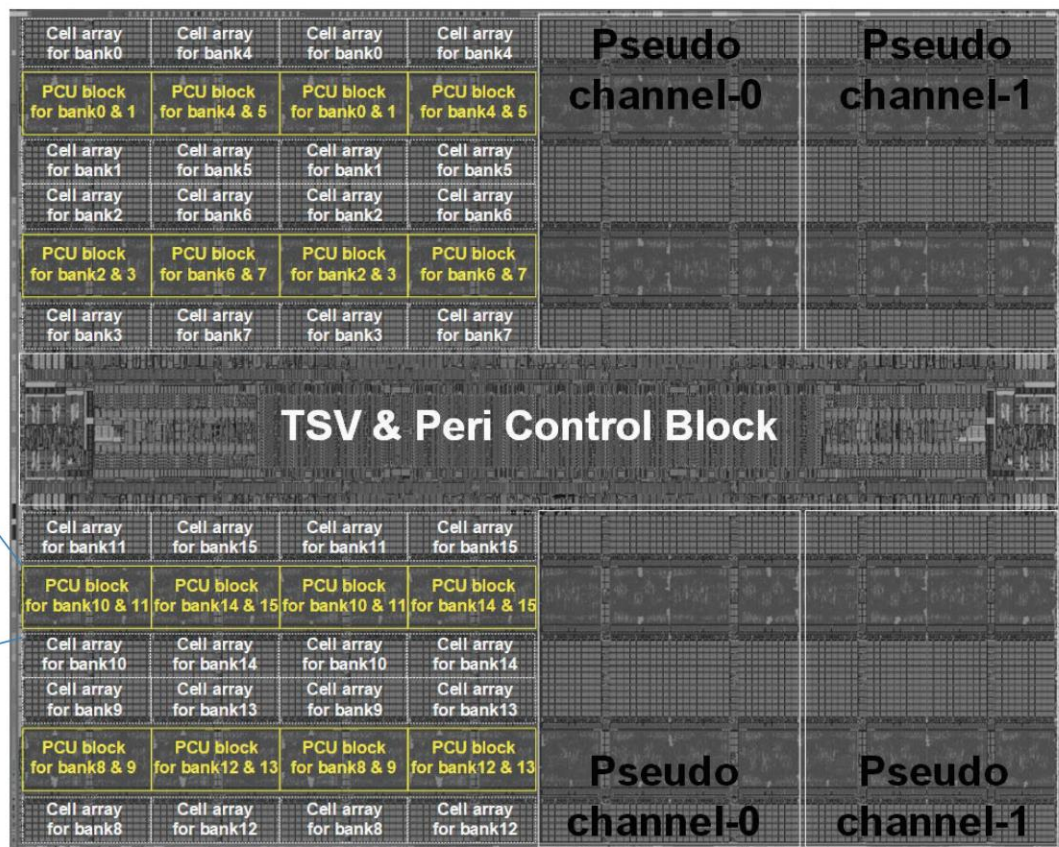 Cell array for bank0
Cell array for bank4
Cell array for bank0
Cell array for bank4
Pseudo channel-0
Pseudo channel-1
PCU block for bank0 & 1
PCU block for bank4 & 5
PCU block for bank0 & 1
PCU block for bank4 & 5
Cell array for bank1
Cell array for bank5
Cell array for bank1
Cell array for bank5
Cell array for bank2
Cell array for bank6
Cell array for bank2
Cell array for bank6
PCU block for bank2 & 3
PCU block for bank6 & 7
PCU block for bank2 & 3
PCU block for bank6 & 7
Cell array for bank3
Cell array for bank7
Cell array for bank3
Cell array for bank7
TSV & Peri Control Block
Cell array for bank11
Cell array for bank15
Cell array for bank11
Cell array for bank15
PCU block for bank10 & 11
PCU block for bank14 & 15
PCU block for bank10 & 11
PCU block for bank14 & 15
Cell array for bank10
Cell array for bank14
Cell array for bank10
Cell array for bank14
Cell array for bank9
Cell array for bank13
Cell array for bank9
Cell array for bank13
PCU block for bank8 & 9
PCU block for bank12 & 13
PCU block for bank8 & 9
PCU block for bank12 & 13
Pseudo channel-0
Pseudo channel-1
Cell array for bank8
Cell array for bank12
Cell array for bank8
Cell array for bank12